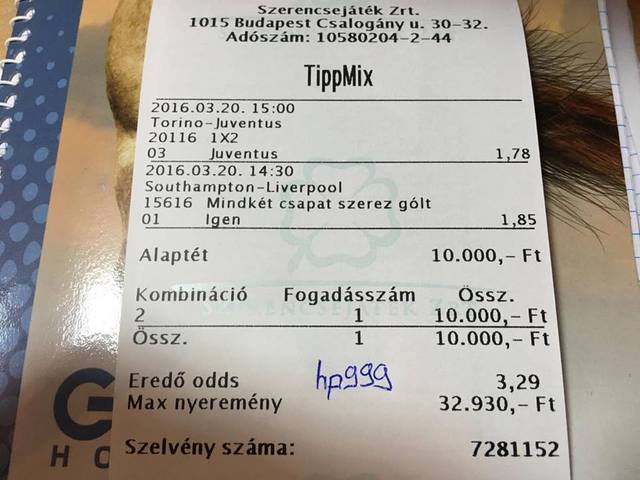 Szerencsejáték Zrt.
1015 Budapest Csalogány u. 30-32.
Adószám: 10580204-2-44
TippMix
2016.03.20. 15:00
Torino-Juventus
20116 1X2
03 Juventus 1,78
2016.03.20. 14:30
Southampton-Liverpool
15616 Mindkét csapat szerez gólt
01 Igen 1,85
Alaptét 10.000,- Ft
Kombináció Fogadásszám Össz.
2 1 10.000,- Ft
Össz. 1 10.000,- Ft
hp999
Eredő odds 3,29
Max nyeremény 32.930,- Ft
Szelvény száma: 7281152